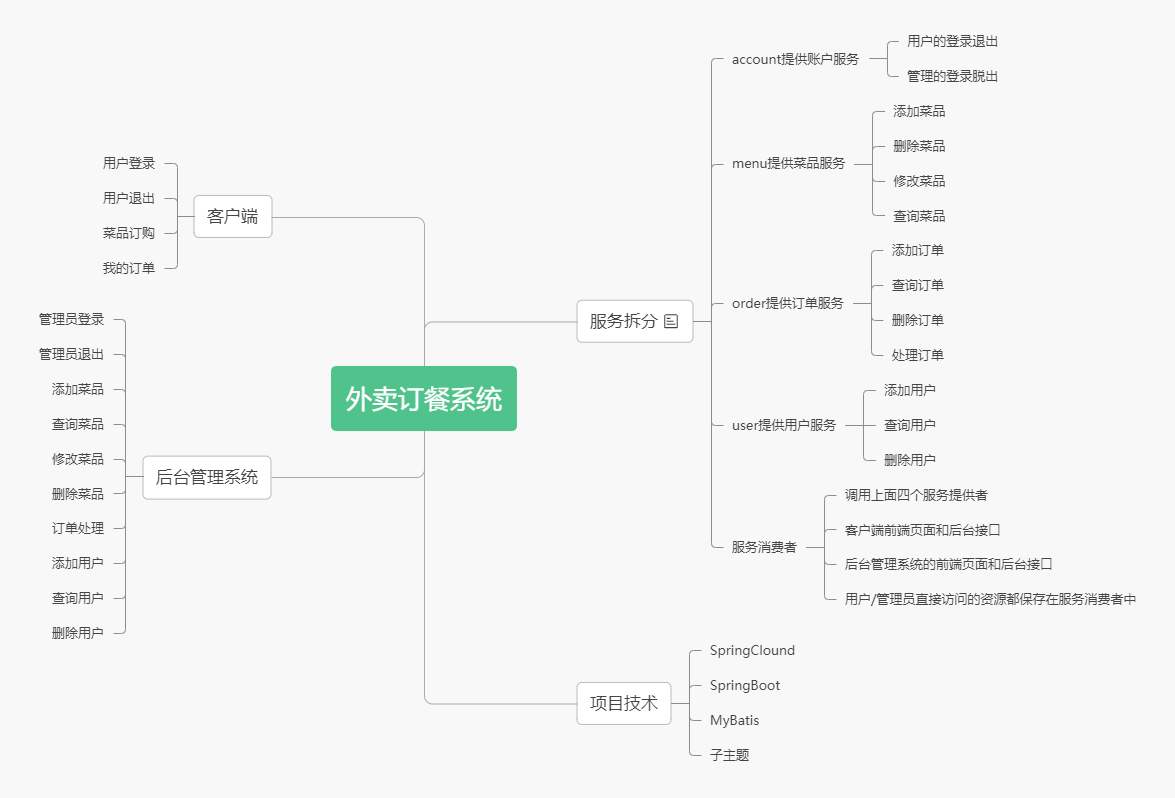 外卖订餐系统
客户端
用户登录
用户退出
菜品订购
我的订单
后台管理系统
管理员登录
管理员退出
添加菜品
查询菜品
修改菜品
删除菜品
订单处理
添加用户
查询用户
删除用户
服务拆分
account提供账户服务
用户的登录退出
管理的登录脱出
menu提供菜品服务
添加菜品
删除菜品
修改菜品
查询菜品
order提供订单服务
添加订单
查询订单
删除订单
处理订单
user提供用户服务
添加用户
查询用户
删除用户
服务消费者
调用上面四个服务提供者
客户端前端页面和后台接口
后台管理系统的前端页面和后台接口
用户/管理员直接访问的资源都保存在服务消费者中
项目技术
SpringClound
SpringBoot
MyBatis
子主题